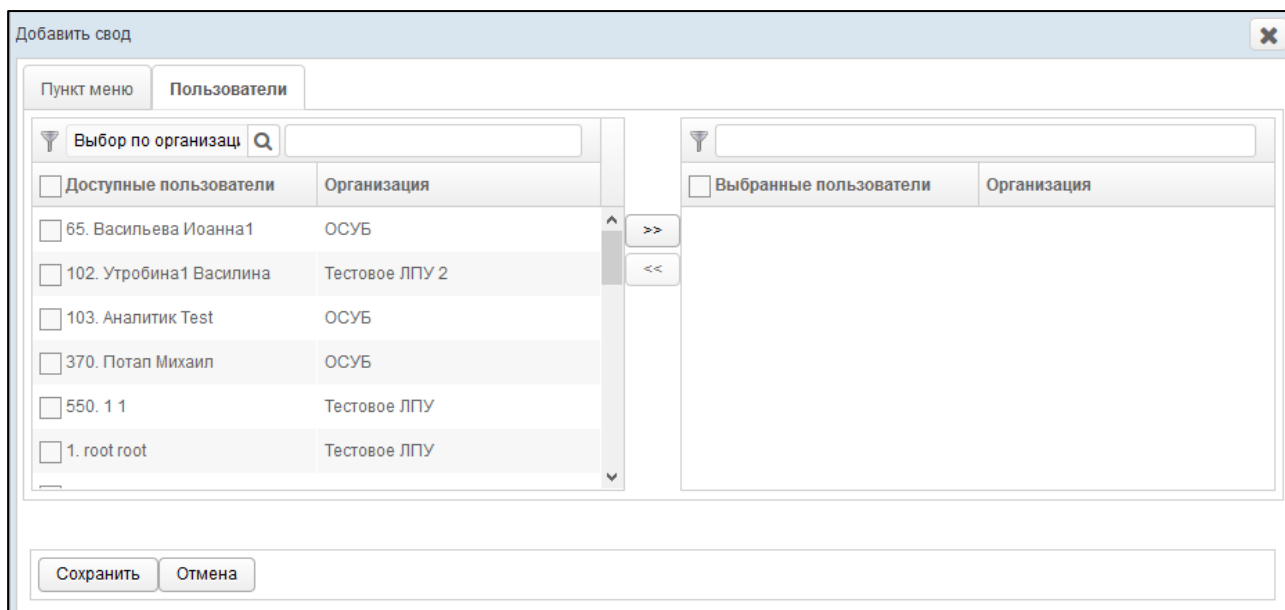 Добавить свод
Пункт меню Пользователи
Выбор по организаци
Доступные пользователи Организация Выбранные пользователи Организация
65. Васильева Иоанна1 ОСУБ >>
102. Утробина1 Василина Тестовое ЛПУ 2 <<
103. Аналитик Test ОСУБ
370. Потап Михаил ОСУБ
550. 1 1 Тестовое ЛПУ
1. root root Тестовое ЛПУ
Сохранить Отмена